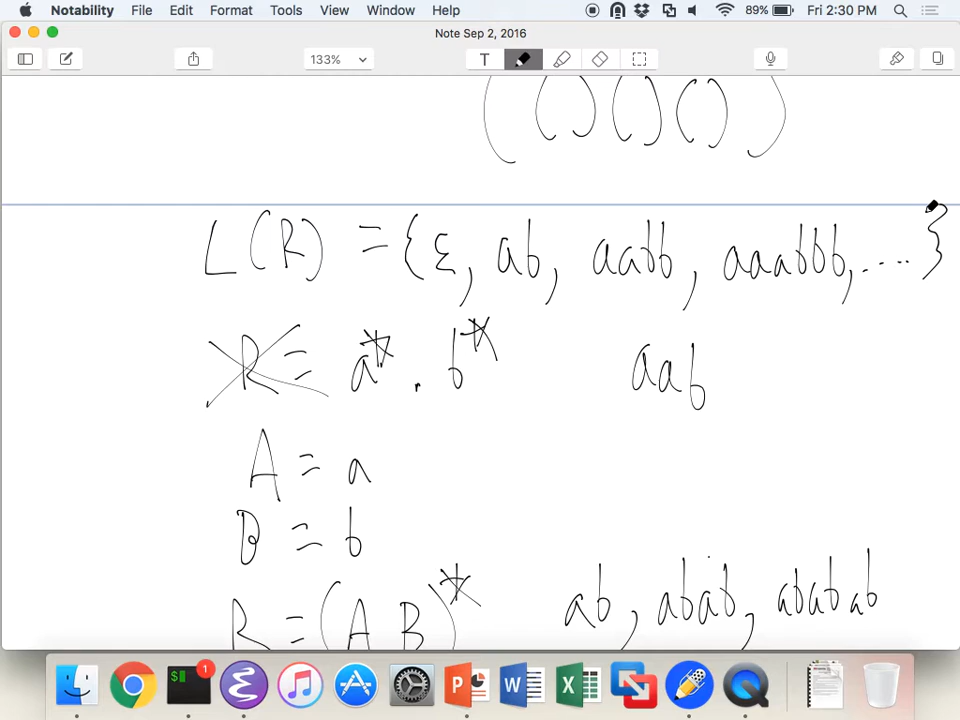 Notability File Edit Format Tools View Window Help 89% Fri 2:30 PM
Note Sep 2, 2016
133% T
( () () () )
L(R) = {ε, ab, aabb, aaabbb, ....}
R = a* . b* aab
A = a
B = b
R = (A B)* ab, abab, ababab
$ 1 P W X